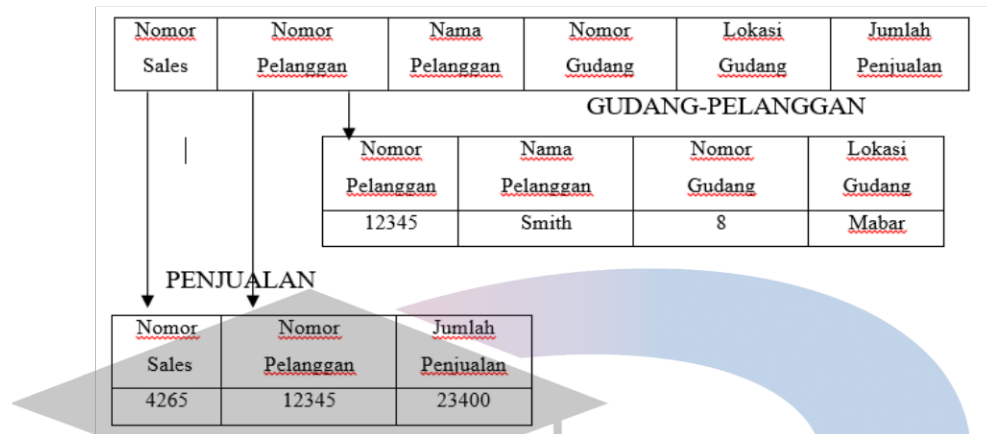 Nomor Nomor Nama Nomor Lokasi Jumlah
Sales Pelanggan Pelanggan Gudang Gudang Penjualan
GUDANG-PELANGGAN
Nomor Nama Nomor Lokasi
Pelanggan Pelanggan Gudang Gudang
12345 Smith 8 Mabar
PENJUALAN
Nomor Nomor Jumlah
Sales Pelanggan Penjualan
4265 12345 23400